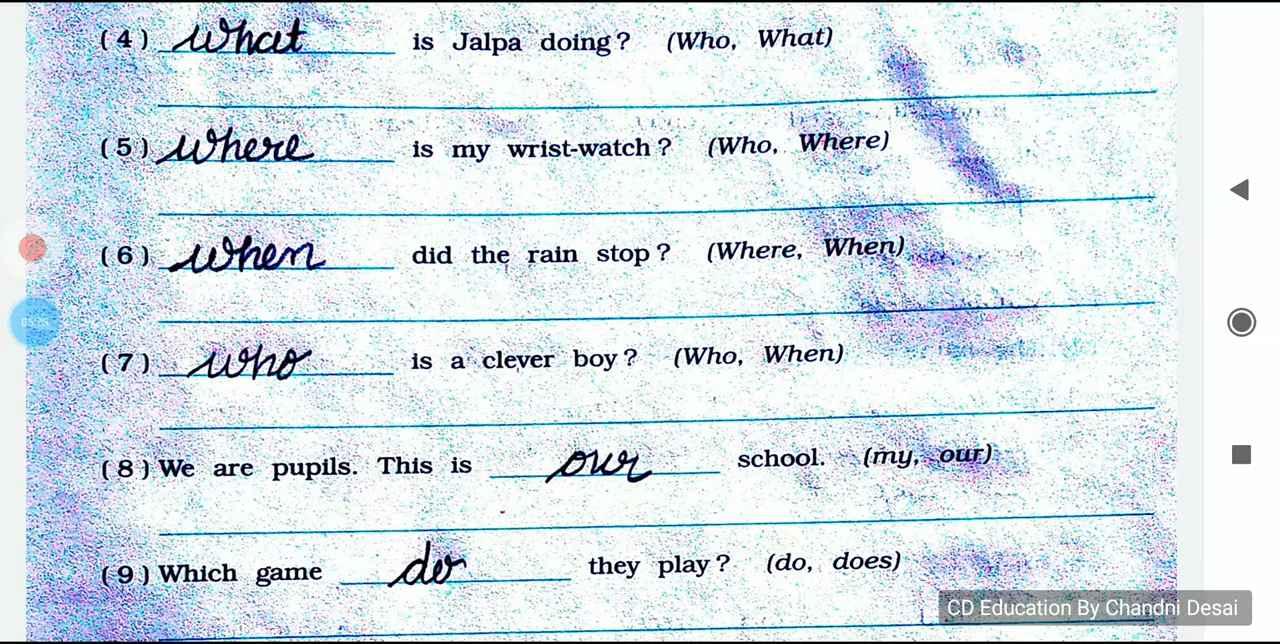 (4) what is Jalpa doing? (Who, What)
(5) where is my wrist-watch? (Who, Where)
(6) when did the rain stop? (Where, When)
(7) who is a clever boy? (Who, When)
(8) We are pupils. This is our school. (my, our)
(9) Which game do they play? (do, does)
CD Education By Chandni Desai